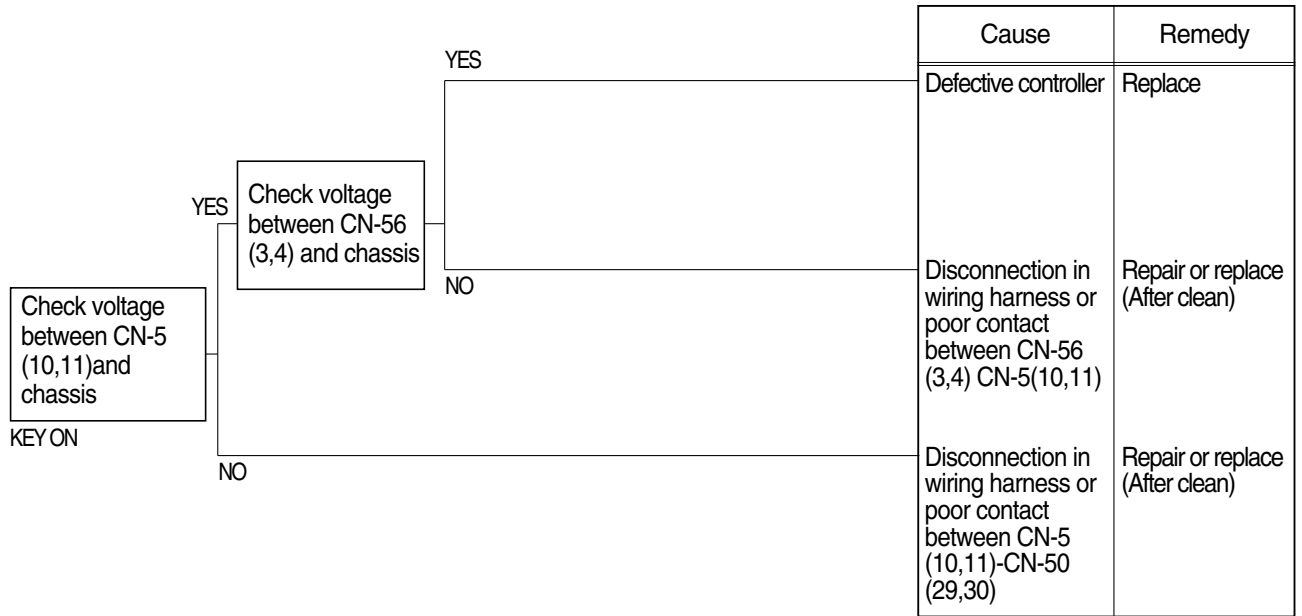 Cause
Remedy
YES
Defective controller
Replace
YES
Check voltage
between CN-56
(3,4) and chassis
NO
Disconnection in
wiring harness or
poor contact
between CN-56
(3,4) CN-5(10,11)
Repair or replace
(After clean)
Check voltage
between CN-5
(10,11)and
chassis
KEY ON
NO
Disconnection in
wiring harness or
poor contact
between CN-5
(10,11)-CN-50
(29,30)
Repair or replace
(After clean)